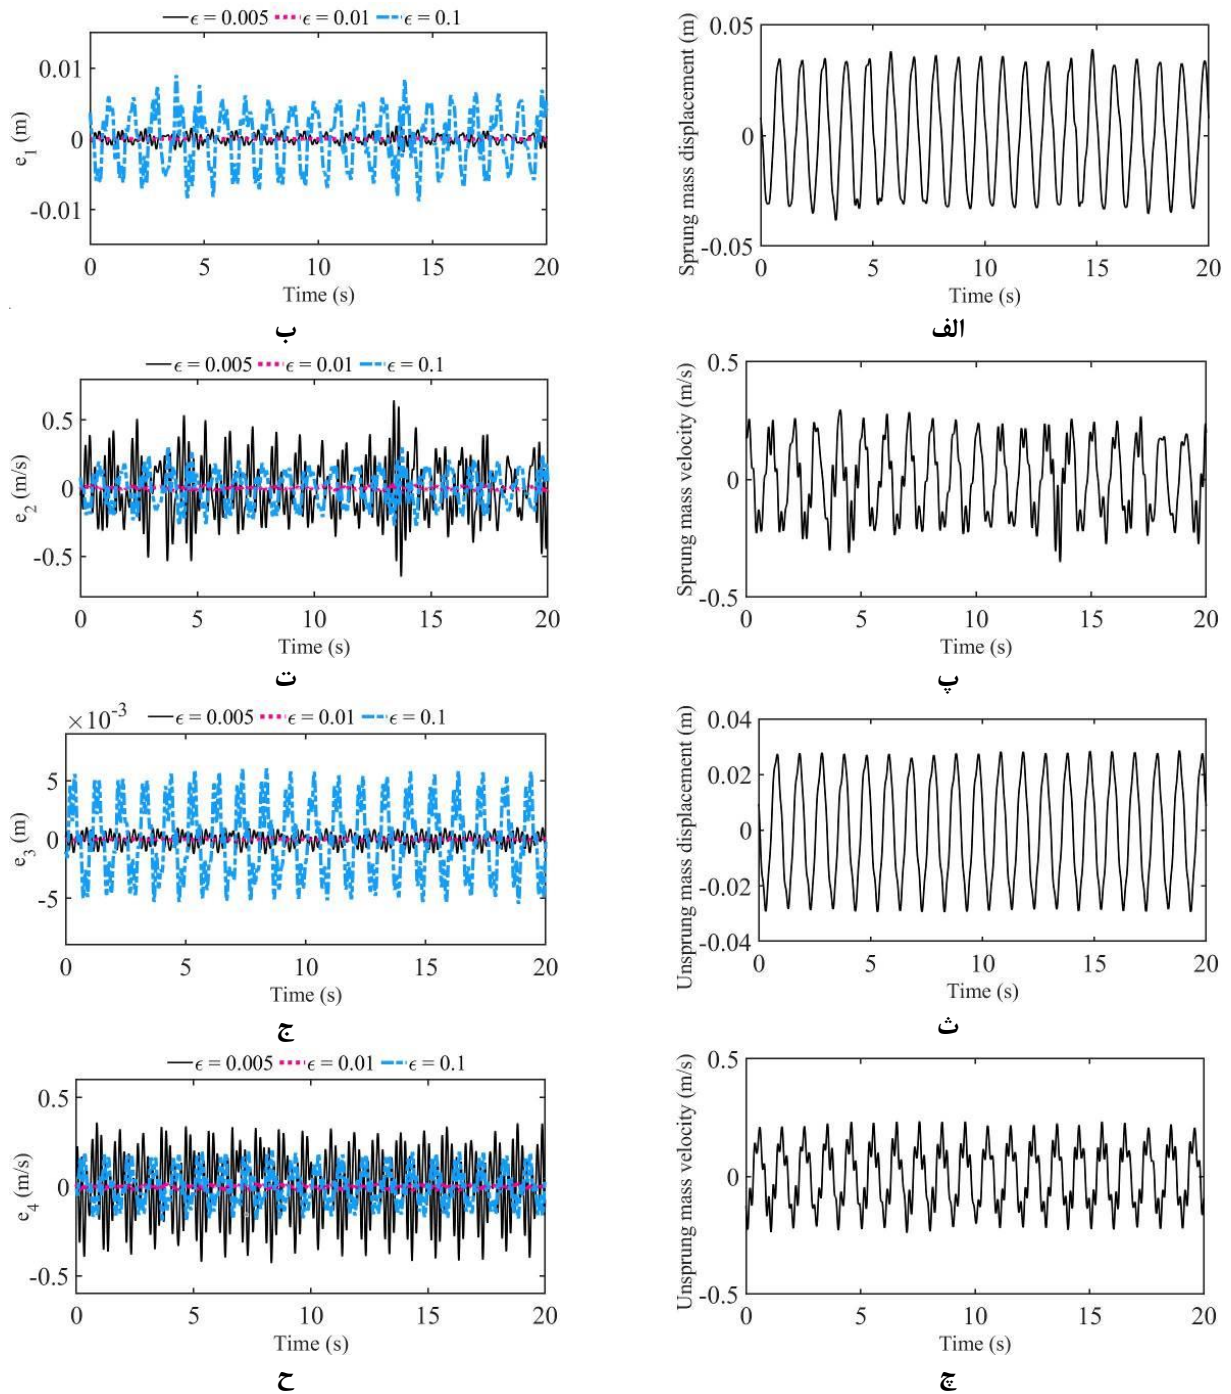 ϵ = 0.005 ϵ = 0.01 ϵ = 0.1
0.01
0
-0.01
e1 (m)
0 5 10 15 20
Time (s)
ب
0.05
0
-0.05
Sprung mass displacement (m)
0 5 10 15 20
Time (s)
الف
ϵ = 0.005 ϵ = 0.01 ϵ = 0.1
0.5
0
-0.5
e2 (m/s)
0 5 10 15 20
Time (s)
ت
0.5
0
-0.5
Sprung mass velocity (m/s)
0 5 10 15 20
Time (s)
پ
×10-3
ϵ = 0.005 ϵ = 0.01 ϵ = 0.1
5
0
-5
e3 (m)
0 5 10 15 20
Time (s)
ج
0.04
0.02
0
-0.02
-0.04
Unsprung mass displacement (m)
0 5 10 15 20
Time (s)
ث
ϵ = 0.005 ϵ = 0.01 ϵ = 0.1
0.5
0
-0.5
e4 (m/s)
0 5 10 15 20
Time (s)
ح
0.5
0
-0.5
Unsprung mass velocity (m/s)
0 5 10 15 20
Time (s)
چ